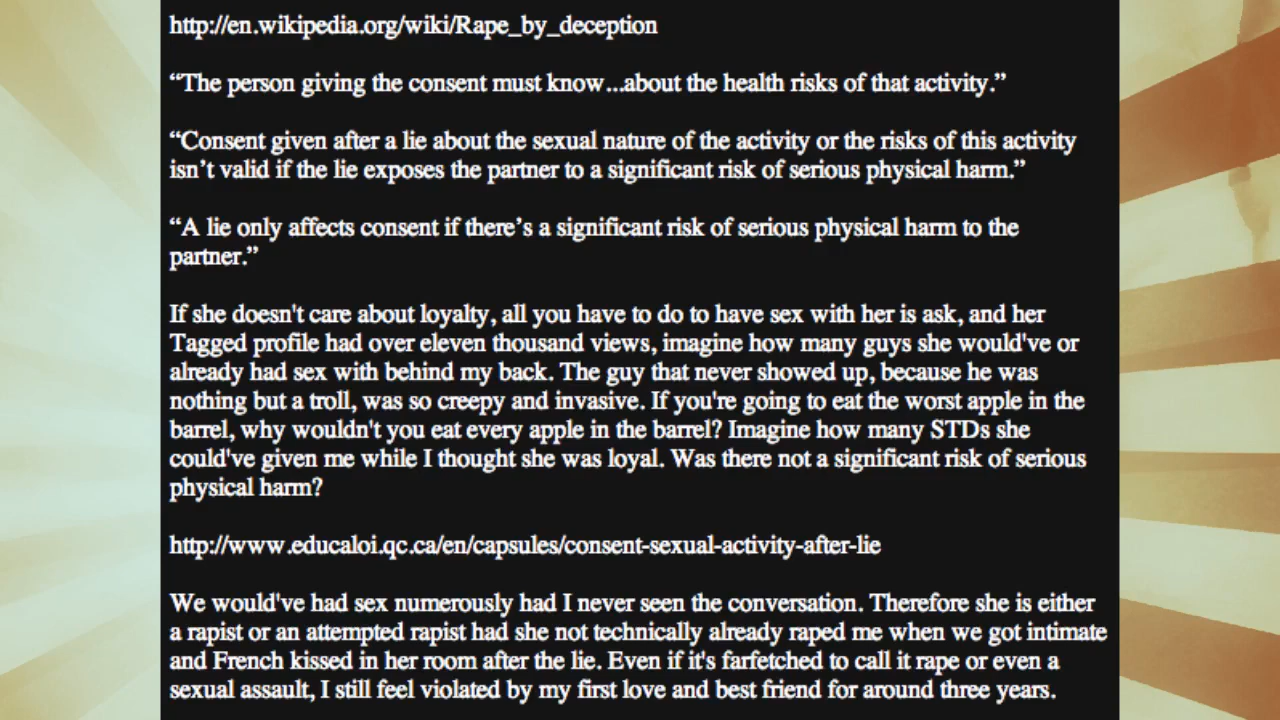 http://en.wikipedia.org/wiki/Rape_by_deception
“The person giving the consent must know...about the health risks of that activity.”
“Consent given after a lie about the sexual nature of the activity or the risks of this activity
isn’t valid if the lie exposes the partner to a significant risk of serious physical harm.”
“A lie only affects consent if there’s a significant risk of serious physical harm to the
partner.”
If she doesn't care about loyalty, all you have to do to have sex with her is ask, and her
Tagged profile had over eleven thousand views, imagine how many guys she would've or
already had sex with behind my back. The guy that never showed up, because he was
nothing but a troll, was so creepy and invasive. If you're going to eat the worst apple in the
barrel, why wouldn't you eat every apple in the barrel? Imagine how many STDs she
could've given me while I thought she was loyal. Was there not a significant risk of serious
physical harm?
http://www.educaloi.qc.ca/en/capsules/consent-sexual-activity-after-lie
We would've had sex numerously had I never seen the conversation. Therefore she is either
a rapist or an attempted rapist had she not technically already raped me when we got intimate
and French kissed in her room after the lie. Even if it's farfetched to call it rape or even a
sexual assault, I still feel violated by my first love and best friend for around three years.